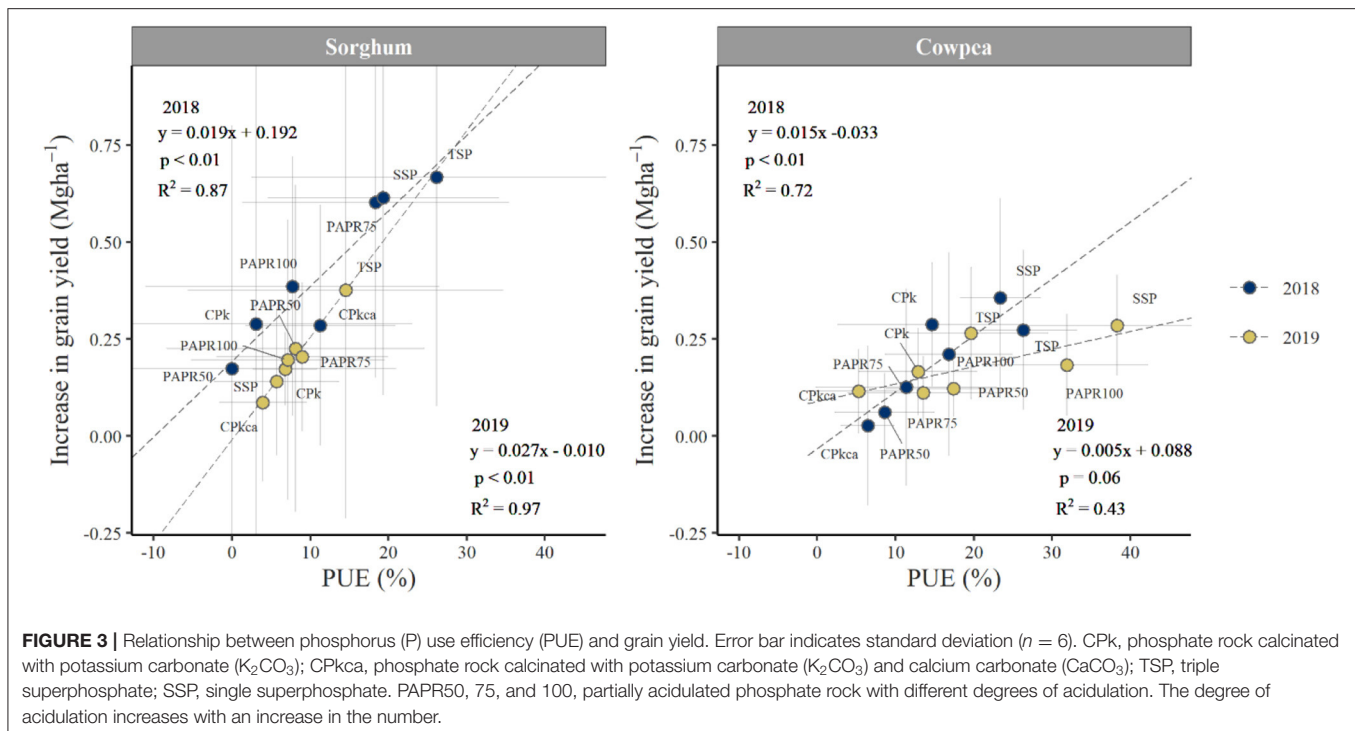 Sorghum
Cowpea
2018
y = 0.019x + 0.192
p < 0.01
R² = 0.87
TSP
SSP
PAPR75
PAPR100
TSP
PAPR50
CPk
CPkca
PAPR100
PAPR75
PAPR50
SSP
CPk
CPkca
2019
y = 0.027x - 0.010
p < 0.01
R² = 0.97
0.75
0.50
0.25
0.00
-0.25
Increase in grain yield (Mgha⁻¹)
-10 0 10 20 30 40
PUE (%)
2018
y = 0.015x -0.033
p < 0.01
R² = 0.72
SSP
SSP
CPk
TSP
CPk
TSP
PAPR75
PAPR100
CPkca
PAPR50
PAPR100
PAPR75
CPkca
PAPR50
2019
y = 0.005x + 0.088
p = 0.06
R² = 0.43
0.75
0.50
0.25
0.00
-0.25
Increase in grain yield (Mgha⁻¹)
-10 0 10 20 30 40
PUE (%)
2018
2019
FIGURE 3 | Relationship between phosphorus (P) use efficiency (PUE) and grain yield. Error bar indicates standard deviation (n = 6). CPk, phosphate rock calcinated
with potassium carbonate (K₂CO₃); CPkca, phosphate rock calcinated with potassium carbonate (K₂CO₃) and calcium carbonate (CaCO₃); TSP, triple
superphosphate; SSP, single superphosphate. PAPR50, 75, and 100, partially acidulated phosphate rock with different degrees of acidulation. The degree of
acidulation increases with an increase in the number.